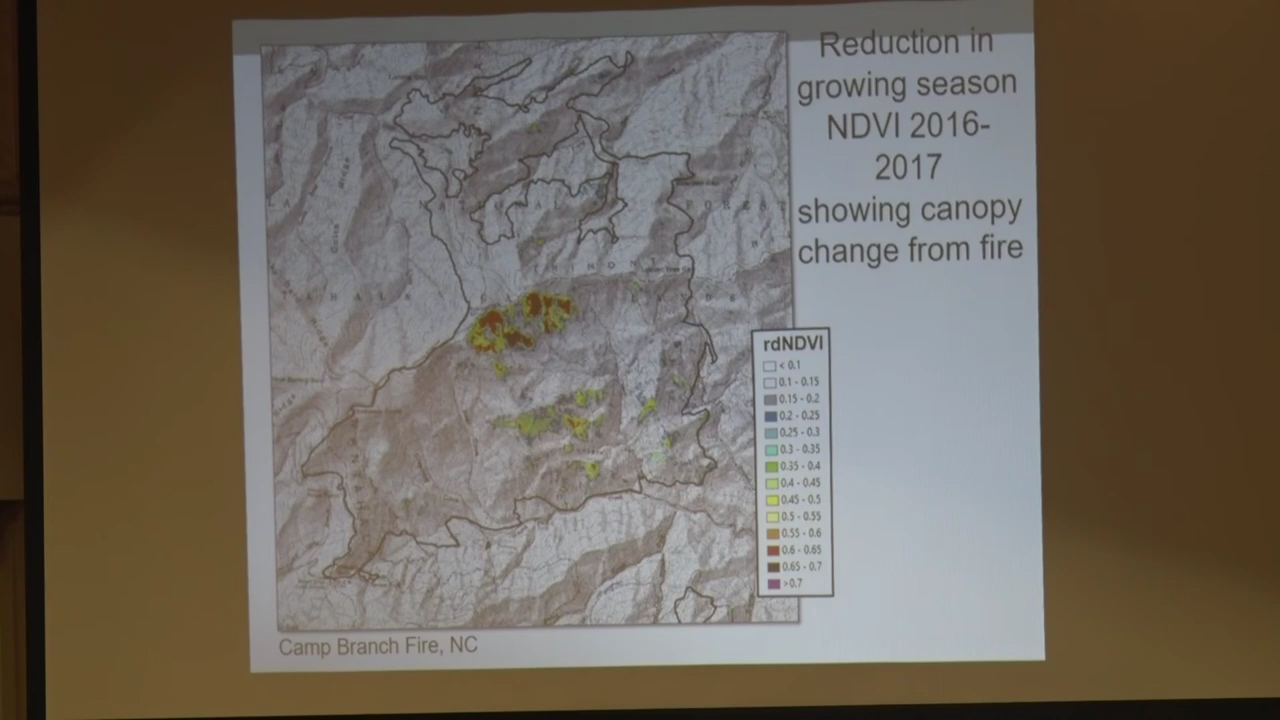 Reduction in
growing season
NDVI 2016-
2017
showing canopy
change from fire
rdNDVI
< 0.1
0.1 - 0.15
0.15 - 0.2
0.2 - 0.25
0.25 - 0.3
0.3 - 0.35
0.35 - 0.4
0.4 - 0.45
0.45 - 0.5
0.5 - 0.55
0.55 - 0.6
0.6 - 0.65
0.65 - 0.7
>0.7
Camp Branch Fire, NC